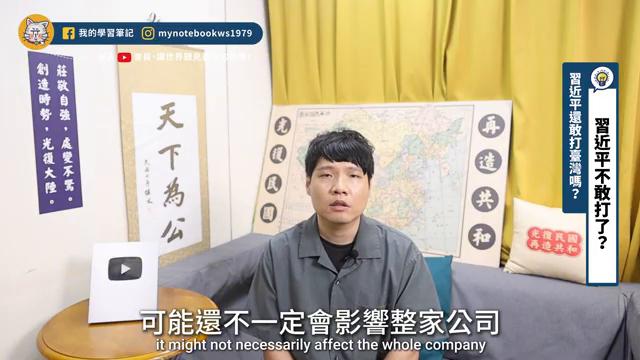 我的學習筆記 mynotebookws1979
莊敬自強，處變不驚。
創造時勢，光復大陸。
天下為公
光復民國
再造共和
光復民國
再造共和
習近平不敢打了？
習近平還敢打臺灣嗎？
可能還不一定會影響整家公司
it might not necessarily affect the whole company